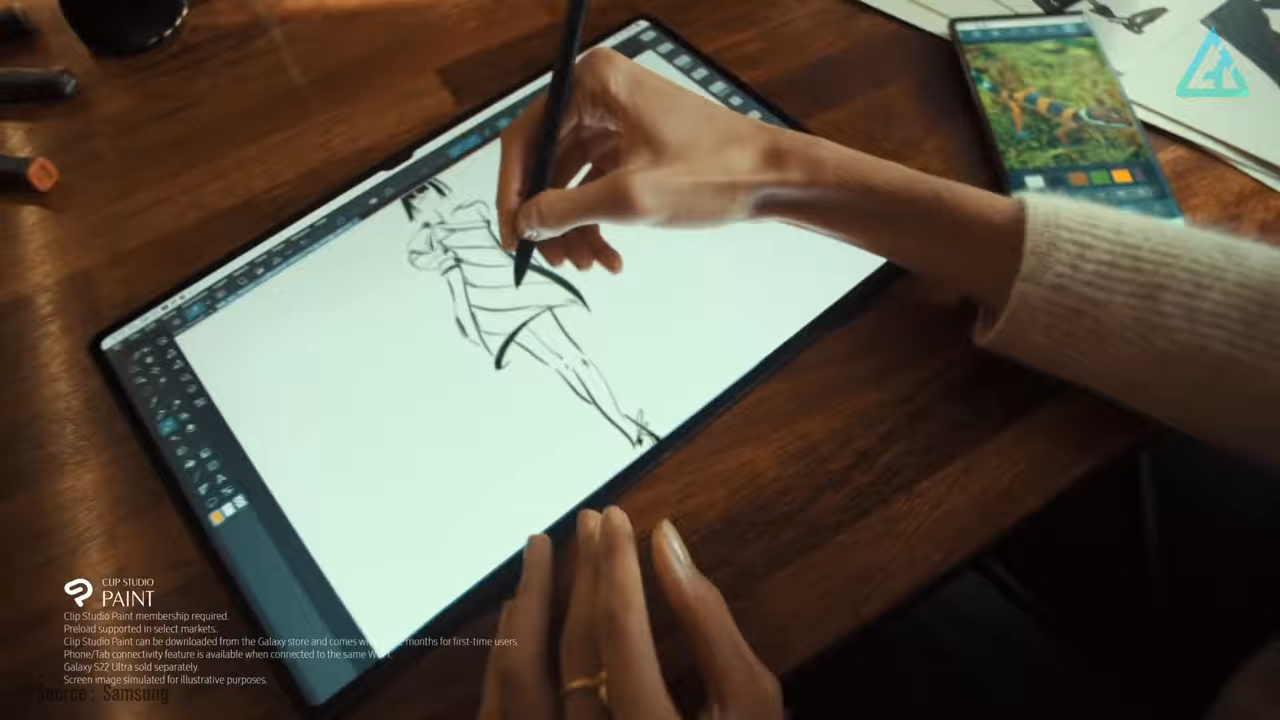 CLIP STUDIO
PAINT
Clip Studio Paint membership required.
Preload supported in select markets.
Clip Studio Paint can be downloaded from the Galaxy store and comes months for first-time users.
Phone/Tab connectivity feature is available when connected to the same
Galaxy S22 Ultra sold separately.
Screen image simulated for illustrative purposes.
Source : Samsung